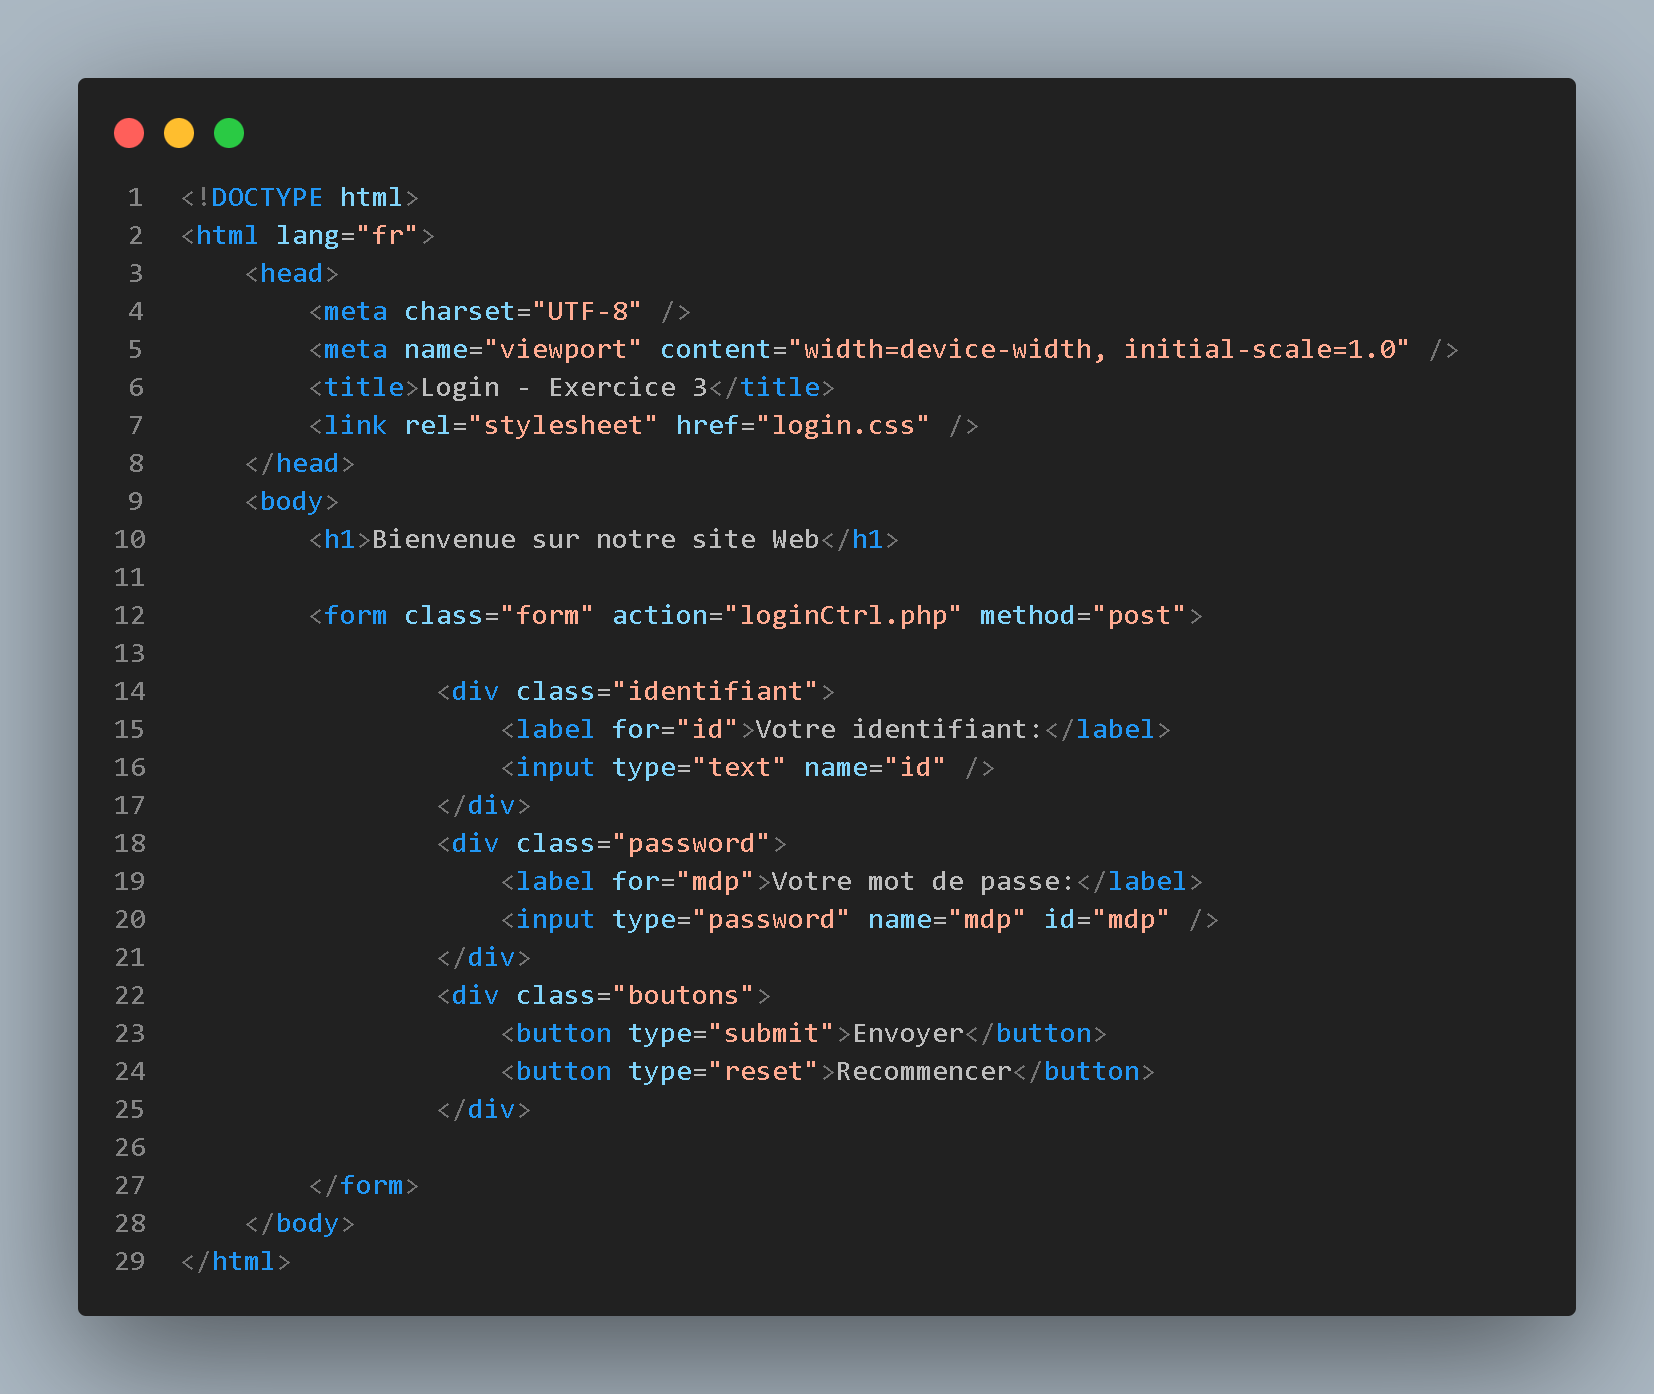 1 <!DOCTYPE html>
2 <html lang="fr">
3     <head>
4         <meta charset="UTF-8" />
5         <meta name="viewport" content="width=device-width, initial-scale=1.0" />
6         <title>Login - Exercice 3</title>
7         <link rel="stylesheet" href="login.css" />
8     </head>
9     <body>
10         <h1>Bienvenue sur notre site Web</h1>
11
12         <form class="form" action="loginCtrl.php" method="post">
13
14                 <div class="identifiant">
15                     <label for="id">Votre identifiant:</label>
16                     <input type="text" name="id" />
17                 </div>
18                 <div class="password">
19                     <label for="mdp">Votre mot de passe:</label>
20                     <input type="password" name="mdp" id="mdp" />
21                 </div>
22                 <div class="boutons">
23                     <button type="submit">Envoyer</button>
24                     <button type="reset">Recommencer</button>
25                 </div>
26
27         </form>
28     </body>
29 </html>